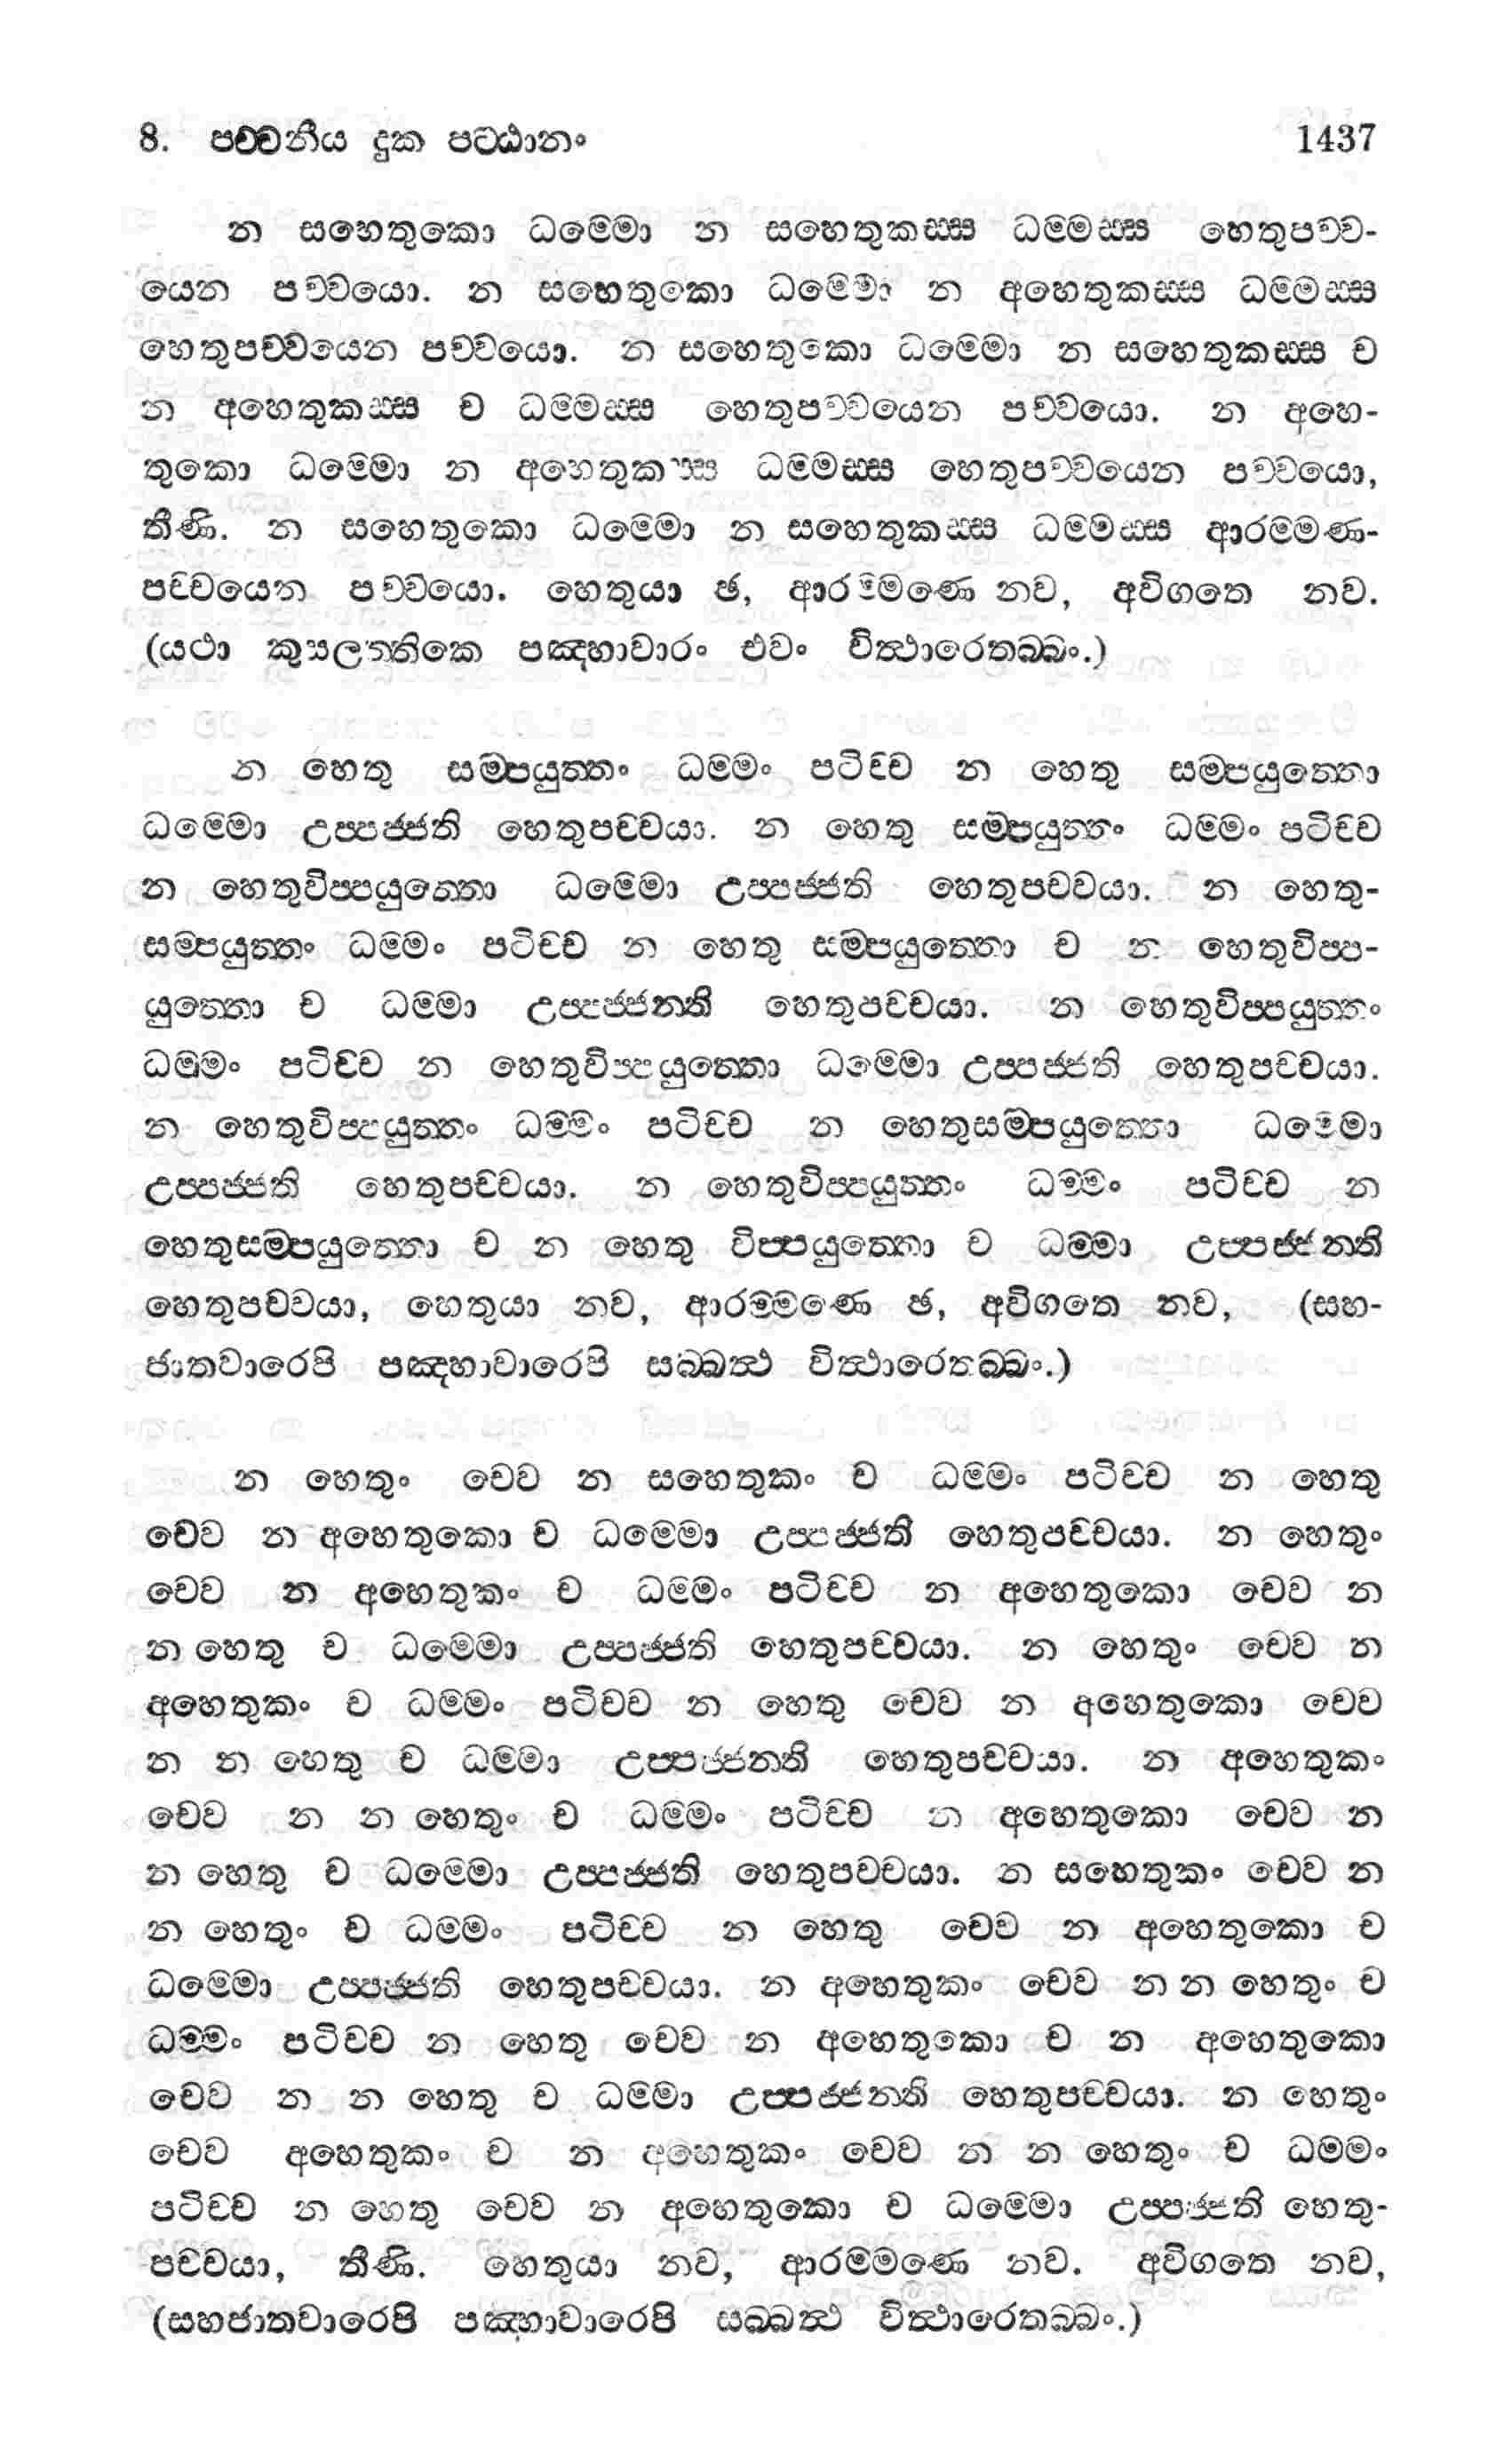 8. පච්චනීය දුක පට්ඨානං 1437
න සහෙතුකො ධම්මො න සහෙතුකස්ස ධම්මස්ස හෙතුපච්ච-
යෙන පච්චයො. න සහෙතුකො ධම්මො න අහෙතුකස්ස ධම්මස්ස
හෙතුපච්චයෙන පච්චයො. න සහෙතුකො ධම්මො න සහෙතුකස්ස ච
න අහෙතුකස්ස ච ධම්මස්ස හෙතුපච්චයෙන පච්චයො. න අහෙ-
තුකො ධම්මො න අහෙතුකස්ස ධම්මස්ස හෙතුපච්චයෙන පච්චයො,
තීණි. න සහෙතුකො ධම්මො න සහෙතුකස්ස ධම්මස්ස ආරම්මණ-
පච්චයෙන පච්චයො. හෙතුයා ඡ, ආරම්මණෙ නව, අවිගතෙ නව.
(යථා කුසලත්තිකෙ පඤ්හාවාරං එවං විත්ථාරෙතබ්බං.)
න හෙතු සම්පයුත්තං ධම්මං පටිච්ච න හෙතු සම්පයුත්තො
ධම්මො උප්පජ්ජති හෙතුපච්චයා. න හෙතු සම්පයුත්තං ධම්මං පටිච්ච
න හෙතුවිප්පයුත්තො ධම්මො උප්පජ්ජති හෙතුපච්චයා. න හෙතු-
සම්පයුත්තං ධම්මං පටිච්ච න හෙතු සම්පයුත්තො ච න හෙතුවිප්ප-
යුත්තො ච ධම්මා උප්පජ්ජන්ති හෙතුපච්චයා. න හෙතුවිප්පයුත්තං
ධම්මං පටිච්ච න හෙතුවිප්පයුත්තො ධම්මො උප්පජ්ජති හෙතුපච්චයා.
න හෙතුවිප්පයුත්තං ධම්මං පටිච්ච න හෙතුසම්පයුත්තො ධම්මො
උප්පජ්ජති හෙතුපච්චයා. න හෙතුවිප්පයුත්තං ධම්මං පටිච්ච න
හෙතුසම්පයුත්තො ච න හෙතු විප්පයුත්තො ච ධම්මා උප්පජ්ජන්ති
හෙතුපච්චයා, හෙතුයා නව, ආරම්මණෙ ඡ, අවිගතෙ නව, (සහ-
ජාතවාරෙපි පඤ්හාවාරෙපි සබ්බත්ථ විත්ථාරෙතබ්බං.)
න හෙතුං චෙව න සහෙතුකං ච ධම්මං පටිච්ච න හෙතු
චෙව න අහෙතුකො ච ධම්මො උප්පජ්ජති හෙතුපච්චයා. න හෙතුං
චෙව න අහෙතුකං ච ධම්මං පටිච්ච න අහෙතුකො චෙව න
න හෙතු ච ධම්මො උප්පජ්ජති හෙතුපච්චයා. න හෙතුං චෙව න
අහෙතුකං ච ධම්මං පටිච්ච න හෙතු චෙව න අහෙතුකො චෙව
න න හෙතු ච ධම්මා උප්පජ්ජන්ති හෙතුපච්චයා. න අහෙතුකං
චෙව න න හෙතුං ච ධම්මං පටිච්ච න අහෙතුකො චෙව න
න හෙතු ච ධම්මො උප්පජ්ජති හෙතුපච්චයා. න සහෙතුකං චෙව න
න හෙතුං ච ධම්මං පටිච්ච න හෙතු චෙව න අහෙතුකො ච
ධම්මො උප්පජ්ජති හෙතුපච්චයා. න අහෙතුකං චෙව න න හෙතුං ච
ධම්මං පටිච්ච න හෙතු චෙව න අහෙතුකො ච න අහෙතුකො
චෙව න න හෙතු ච ධම්මා උප්පජ්ජන්ති හෙතුපච්චයා. න හෙතුං
චෙව අහෙතුකං ච න අහෙතුකං චෙව න න හෙතුං ච ධම්මං
පටිච්ච න හෙතු චෙව න අහෙතුකො ච ධම්මො උප්පජ්ජති හෙතු-
පච්චයා, තීණි. හෙතුයා නව, ආරම්මණෙ නව. අවිගතෙ නව,
(සහජාතවාරෙපි පඤ්හාවාරෙපි සබ්බත්ථ විත්ථාරෙතබ්බං.)